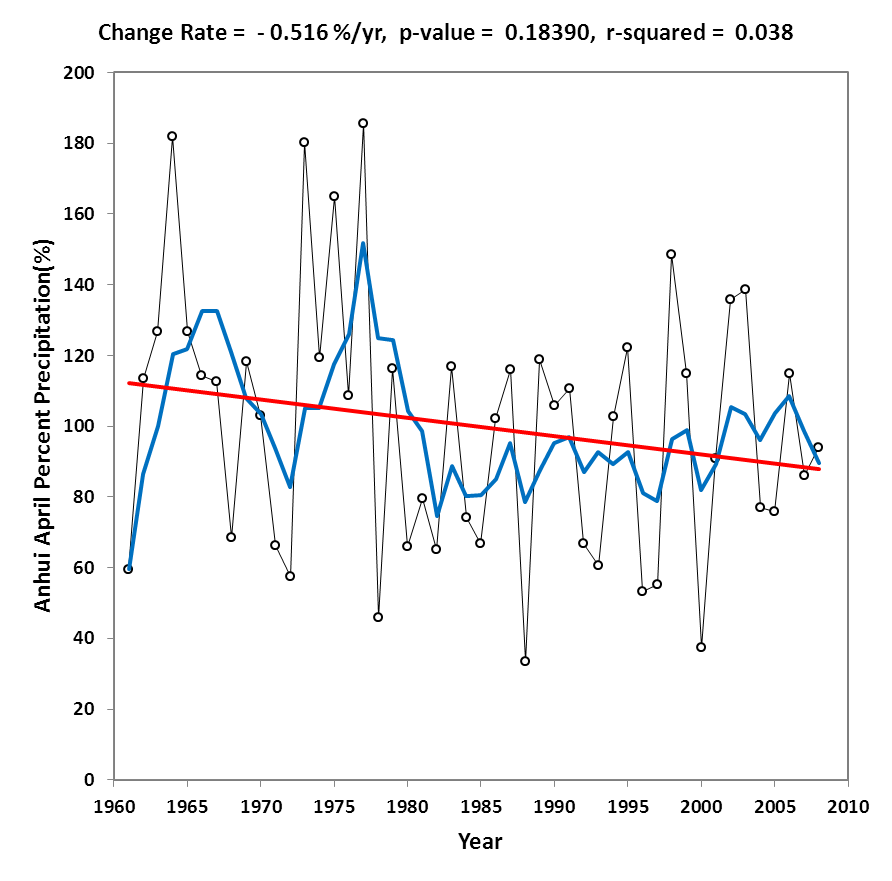 Change Rate = - 0.516 %/yr, p-value = 0.18390, r-squared = 0.038
Anhui April Percent Precipitation(%)
200
180
160
140
120
100
80
60
40
20
0
1960 1965 1970 1975 1980 1985 1990 1995 2000 2005 2010
Year